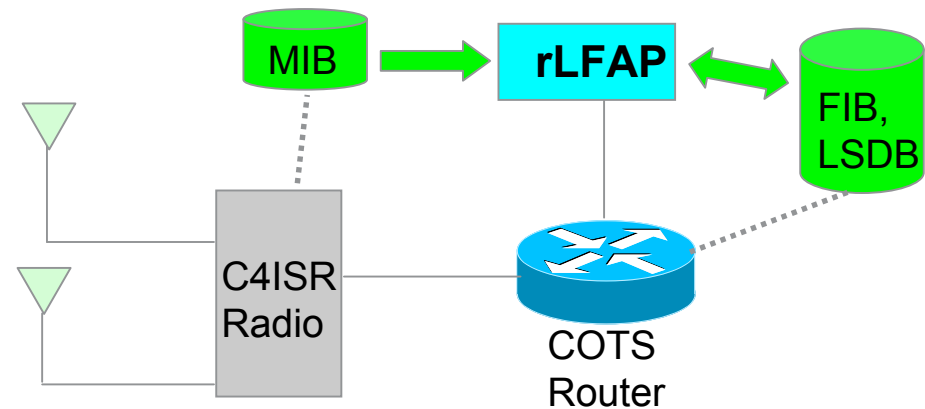 MIB
rLFAP
FIB,
LSDB
C4ISR
Radio
COTS
Router